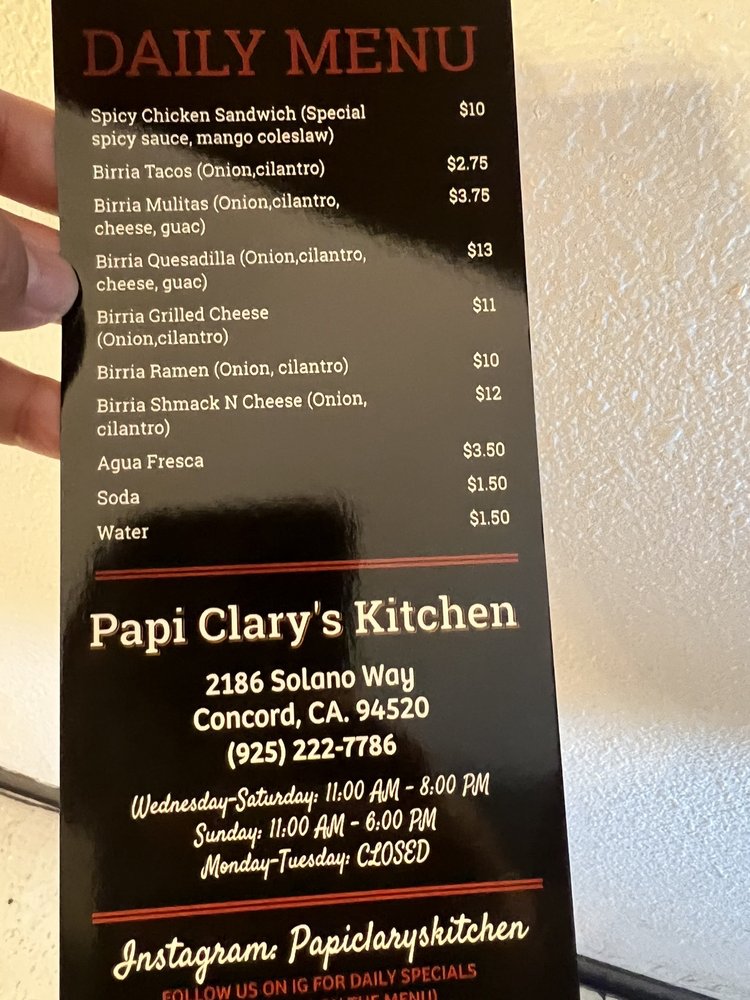 DAILY MENU
Spicy Chicken Sandwich (Special $10
spicy sauce, mango coleslaw)
Birria Tacos (Onion,cilantro) $2.75
Birria Mulitas (Onion,cilantro, $3.75
cheese, guac)
Birria Quesadilla (Onion,cilantro, $13
cheese, guac)
Birria Grilled Cheese $11
(Onion,cilantro)
Birria Ramen (Onion, cilantro) $10
Birria Shmack N Cheese (Onion, $12
cilantro)
Agua Fresca $3.50
Soda $1.50
Water $1.50
Papi Clary's Kitchen
2186 Solano Way
Concord, CA. 94520
(925) 222-7786
Wednesday-Saturday: 11:00 AM - 8:00 PM
Sunday: 11:00 AM - 6:00 PM
Monday-Tuesday: CLOSED
Instagram: Papiclaryskitchen
FOLLOW US ON IG FOR DAILY SPECIALS
THE MENU)